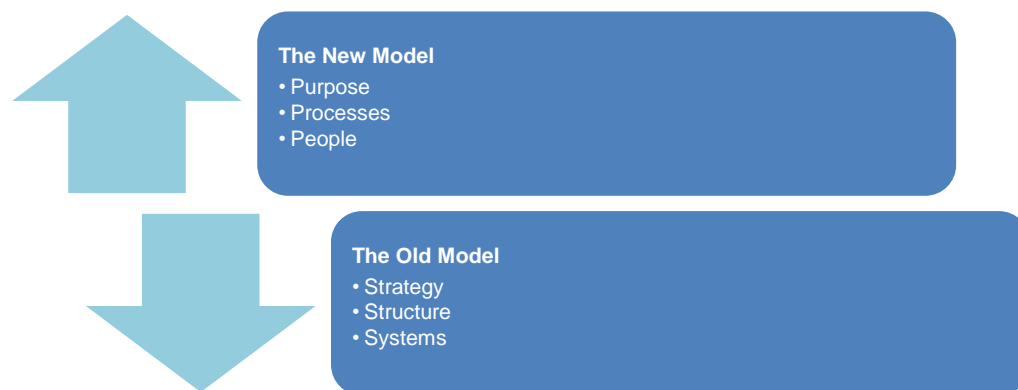 The New Model
• Purpose
• Processes
• People
The Old Model
• Strategy
• Structure
• Systems